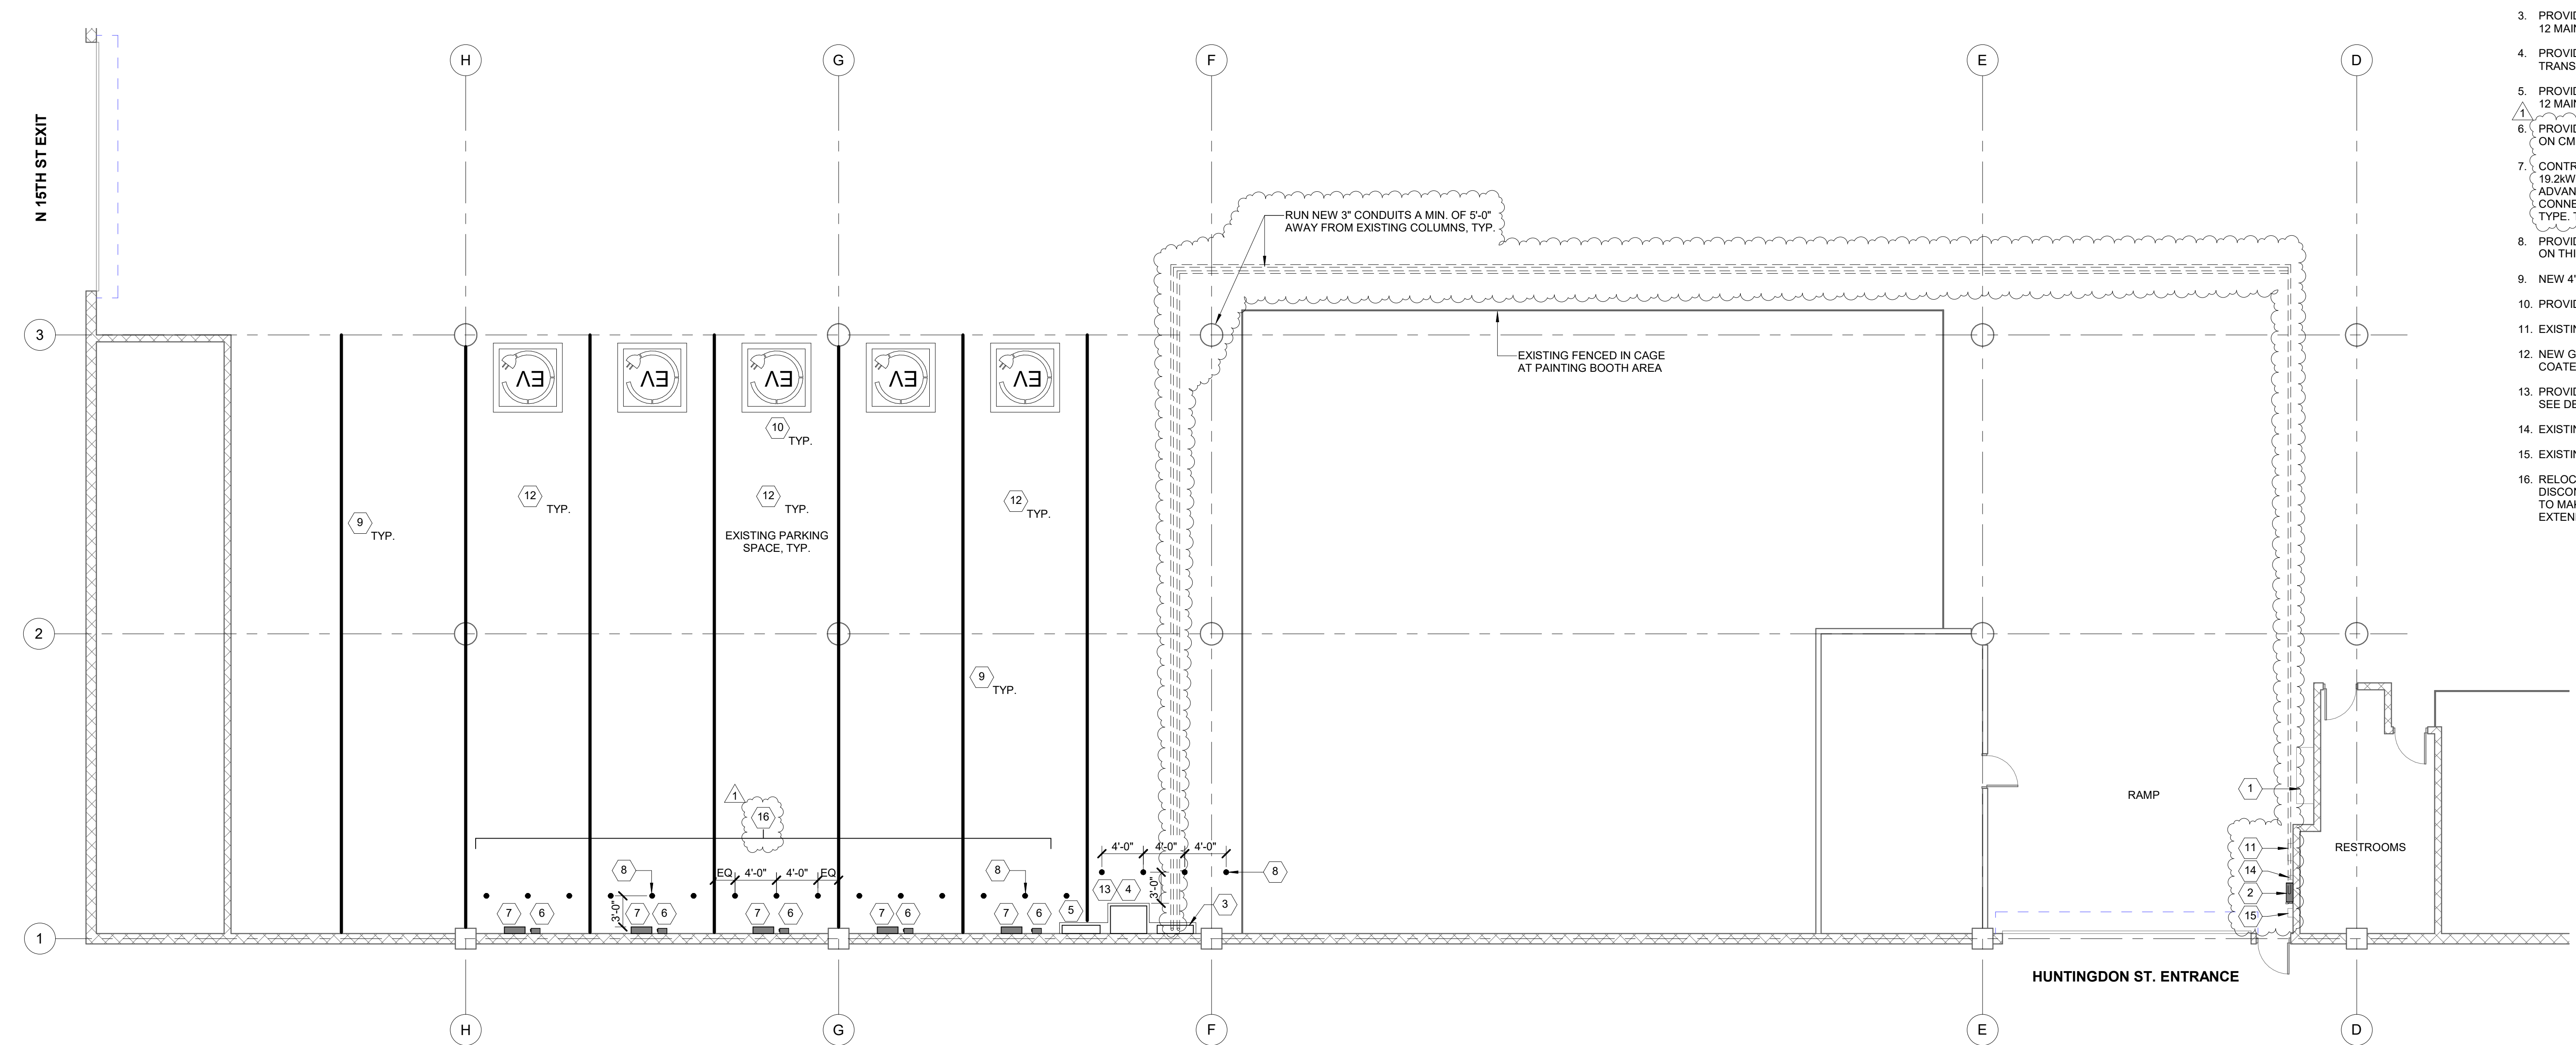 N 15TH ST EXIT
H
G
F
E
D
3
2
1
RUN NEW 3" CONDUITS A MIN. OF 5'-0"
AWAY FROM EXISTING COLUMNS, TYP.
EXISTING FENCED IN CAGE
AT PAINTING BOOTH AREA
EV
EV
EV
EV
EV
10
TYP.
12
TYP.
12
TYP.
12
TYP.
9
TYP.
EXISTING PARKING
SPACE, TYP.
9
TYP.
1
16
8
EQ
4'-0"
4'-0"
EQ
8
4'-0"
4'-0"
4'-0"
8
3'-0"
3'-0"
13
4
7
6
7
6
7
6
7
6
7
6
5
3
RAMP
1
11
14
2
15
RESTROOMS
HUNTINGDON ST. ENTRANCE
H
G
F
E
D
3. PROVID
12 MAIN
4. PROVID
TRANS
5. PROVID
12 MAIN
1
6. PROVID
ON CM
7. CONTR
19.2kW
ADVAN
CONNE
TYPE. T
8. PROVID
ON THI
9. NEW 4"
10. PROVID
11. EXISTIN
12. NEW G
COATE
13. PROVID
SEE DE
14. EXISTIN
15. EXISTIN
16. RELOC
DISCON
TO MAK
EXTEN